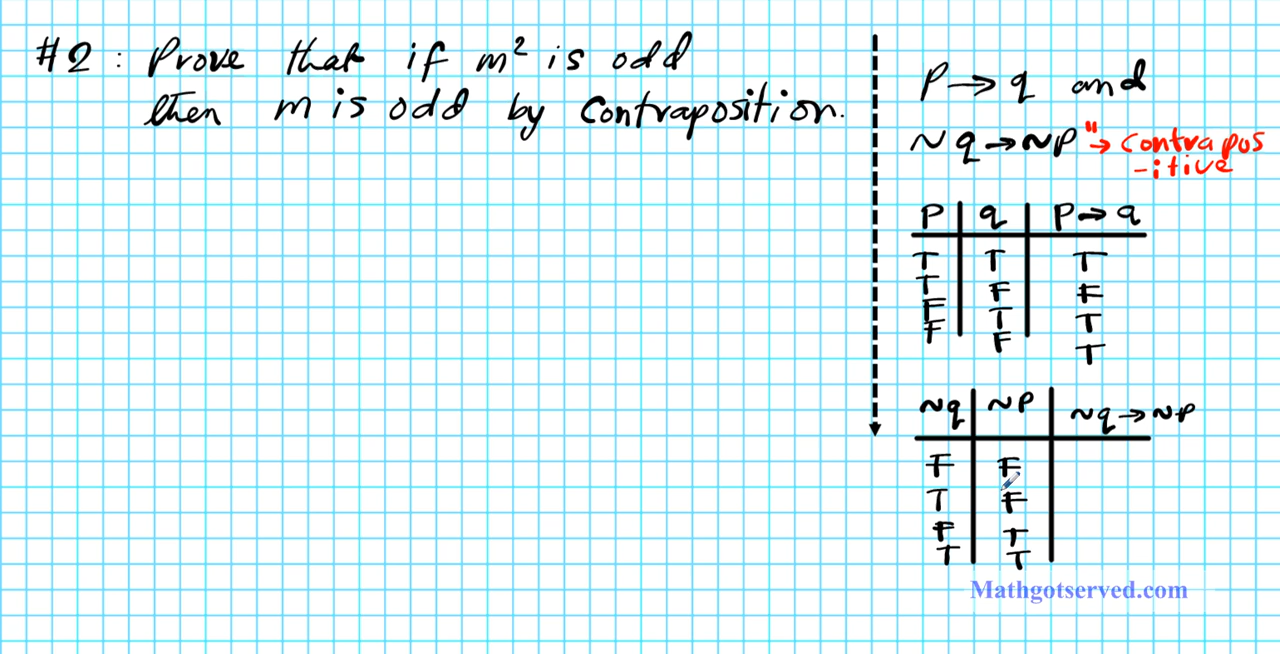 #2 : Prove that if m² is odd
then m is odd by Contraposition.
P → q and
~q → ~P " → Contrapos
-itive
P q P → q
T T T
T F F
F T T
F F T
~q ~P ~q → ~P
F F
T F
F T
T T
Mathgotserved.com